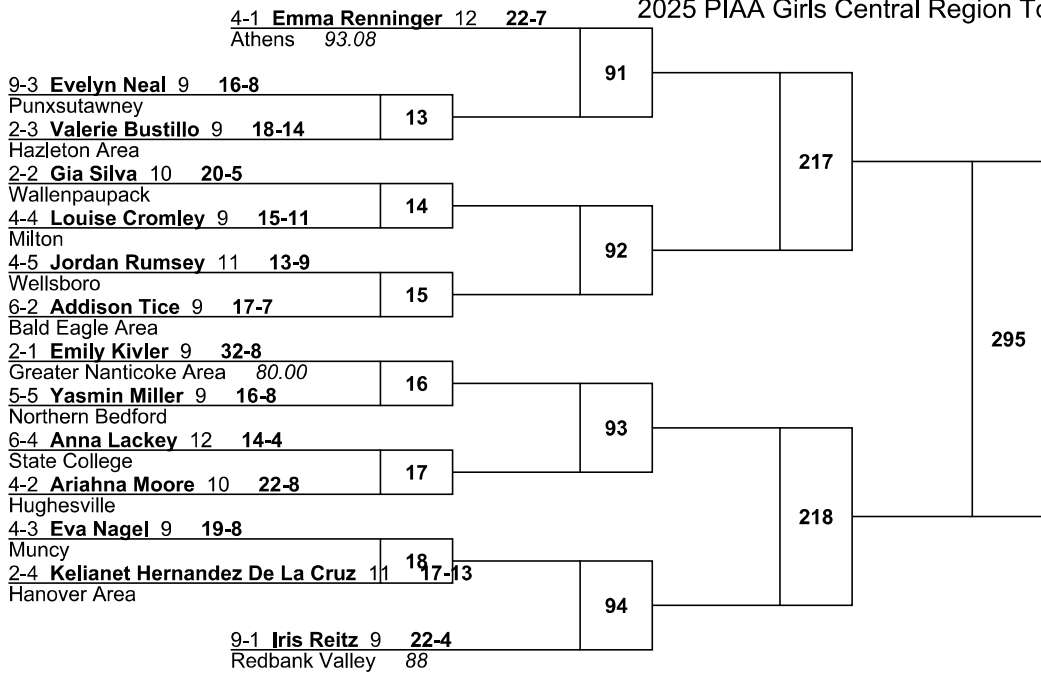 2025 PIAA Girls Central Region To
4-1 Emma Renninger 12 22-7
Athens 93.08
91
9-3 Evelyn Neal 9 16-8
Punxsutawney
13
2-3 Valerie Bustillo 9 18-14
Hazleton Area
217
2-2 Gia Silva 10 20-5
Wallenpaupack
14
4-4 Louise Cromley 9 15-11
Milton
92
4-5 Jordan Rumsey 11 13-9
Wellsboro
15
6-2 Addison Tice 9 17-7
Bald Eagle Area
295
2-1 Emily Kivler 9 32-8
Greater Nanticoke Area 80.00
16
5-5 Yasmin Miller 9 16-8
Northern Bedford
93
6-4 Anna Lackey 12 14-4
State College
17
4-2 Ariahna Moore 10 22-8
Hughesville
218
4-3 Eva Nagel 9 19-8
Muncy
18
2-4 Kelianet Hernandez De La Cruz 11 17-13
Hanover Area
94
9-1 Iris Reitz 9 22-4
Redbank Valley 88